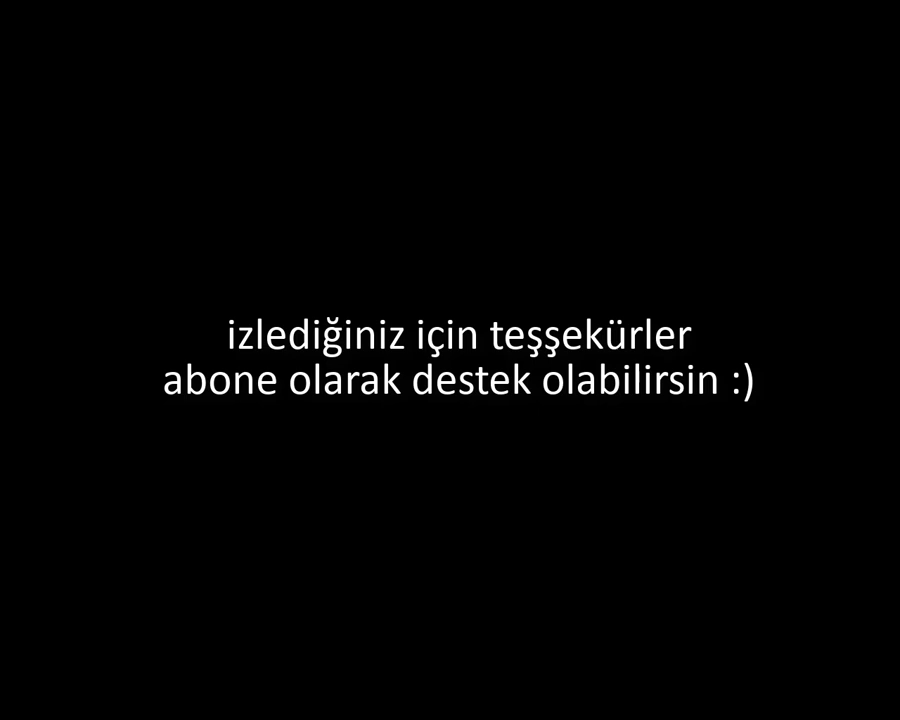 izlediğiniz için teşşekürler
abone olarak destek olabilirsin :)